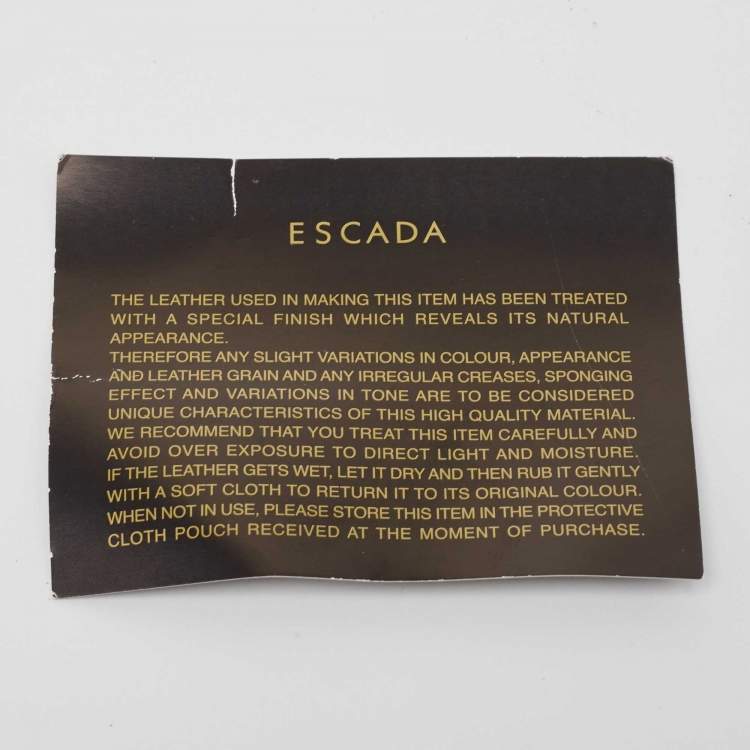 ESCADA
THE LEATHER USED IN MAKING THIS ITEM HAS BEEN TREATED
WITH A SPECIAL FINISH WHICH REVEALS ITS NATURAL
APPEARANCE.
THEREFORE ANY SLIGHT VARIATIONS IN COLOUR, APPEARANCE
AND LEATHER GRAIN AND ANY IRREGULAR CREASES, SPONGING
EFFECT AND VARIATIONS IN TONE ARE TO BE CONSIDERED
UNIQUE CHARACTERISTICS OF THIS HIGH QUALITY MATERIAL.
WE RECOMMEND THAT YOU TREAT THIS ITEM CAREFULLY AND
AVOID OVER EXPOSURE TO DIRECT LIGHT AND MOISTURE.
IF THE LEATHER GETS WET, LET IT DRY AND THEN RUB IT GENTLY
WITH A SOFT CLOTH TO RETURN IT TO ITS ORIGINAL COLOUR.
WHEN NOT IN USE, PLEASE STORE THIS ITEM IN THE PROTECTIVE
CLOTH POUCH RECEIVED AT THE MOMENT OF PURCHASE.